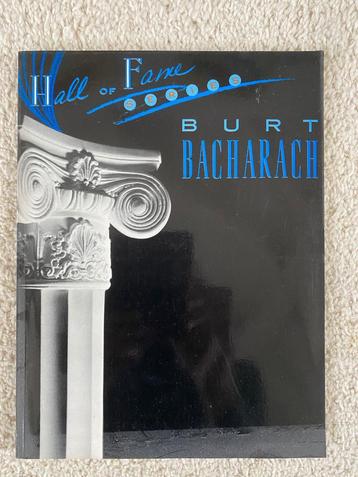 Hall OF Fame
SERIES
BURT
BACHARACH